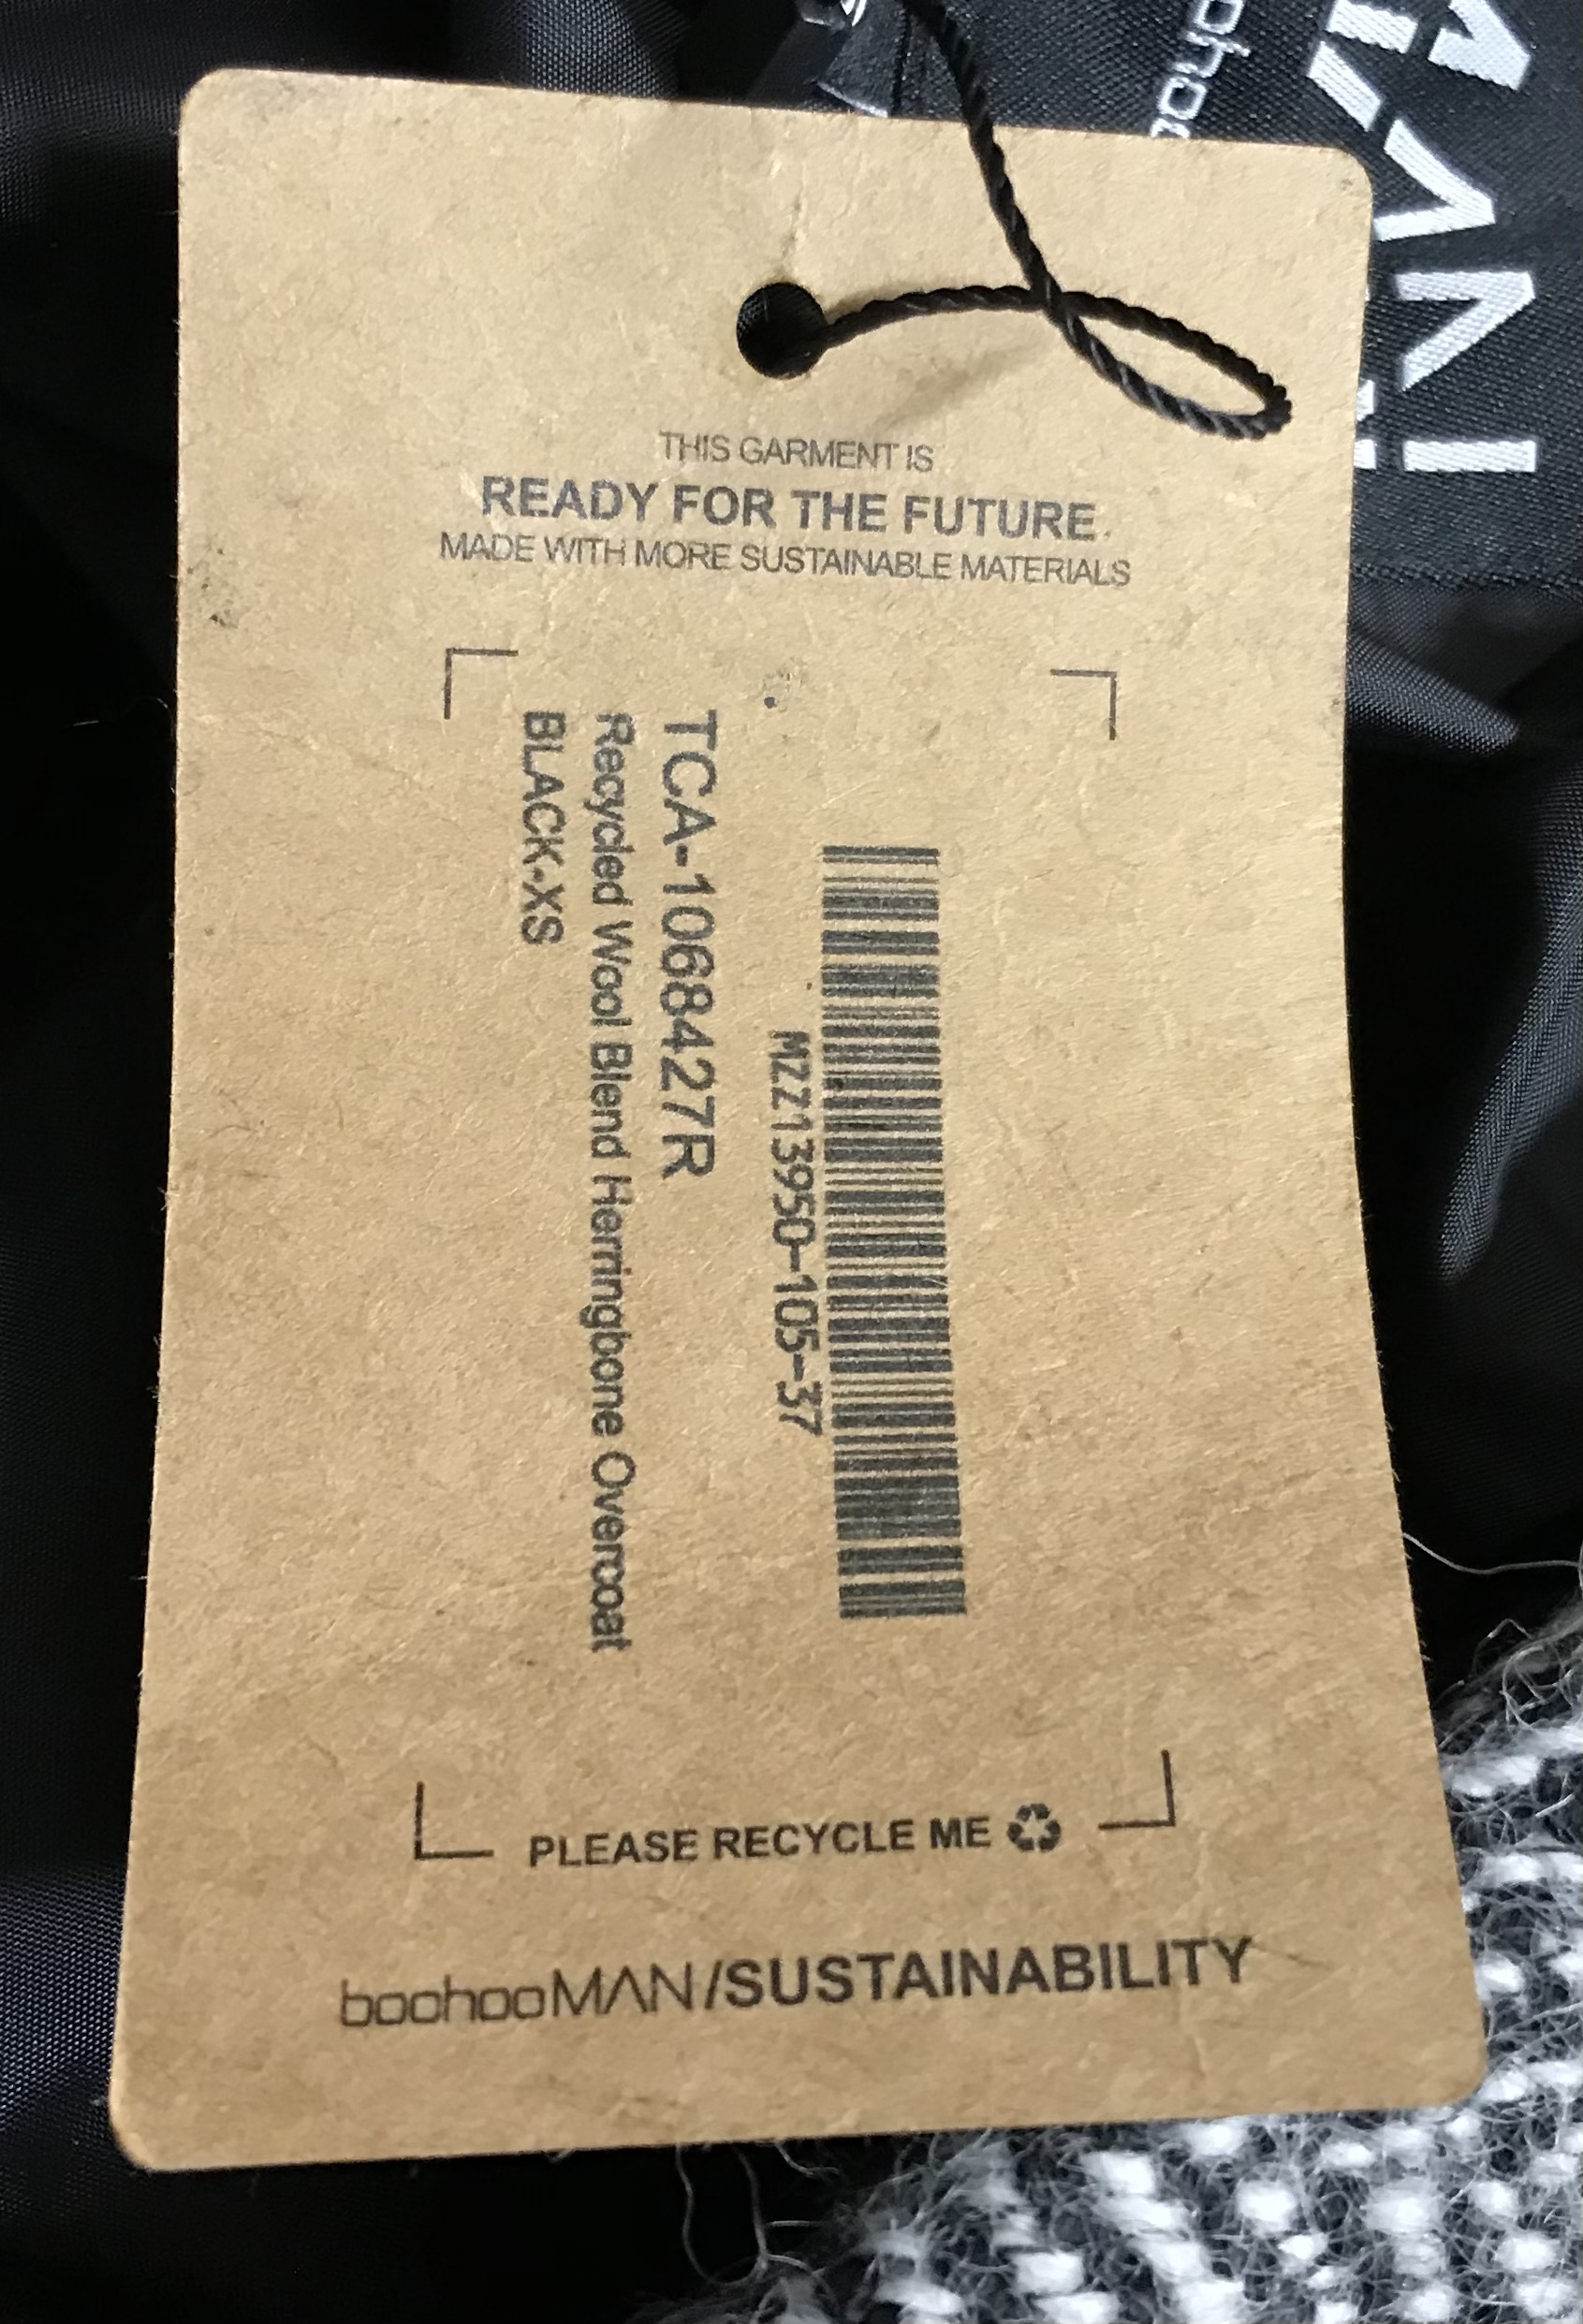 THIS GARMENT IS
READY FOR THE FUTURE.
MADE WITH MORE SUSTAINABLE MATERIALS
MZZ13950-105-37
TCA-1068427R
Recycled Wool Blend Herringbone Overcoat
BLACK-XS
PLEASE RECYCLE ME
boohooMAN/SUSTAINABILITY